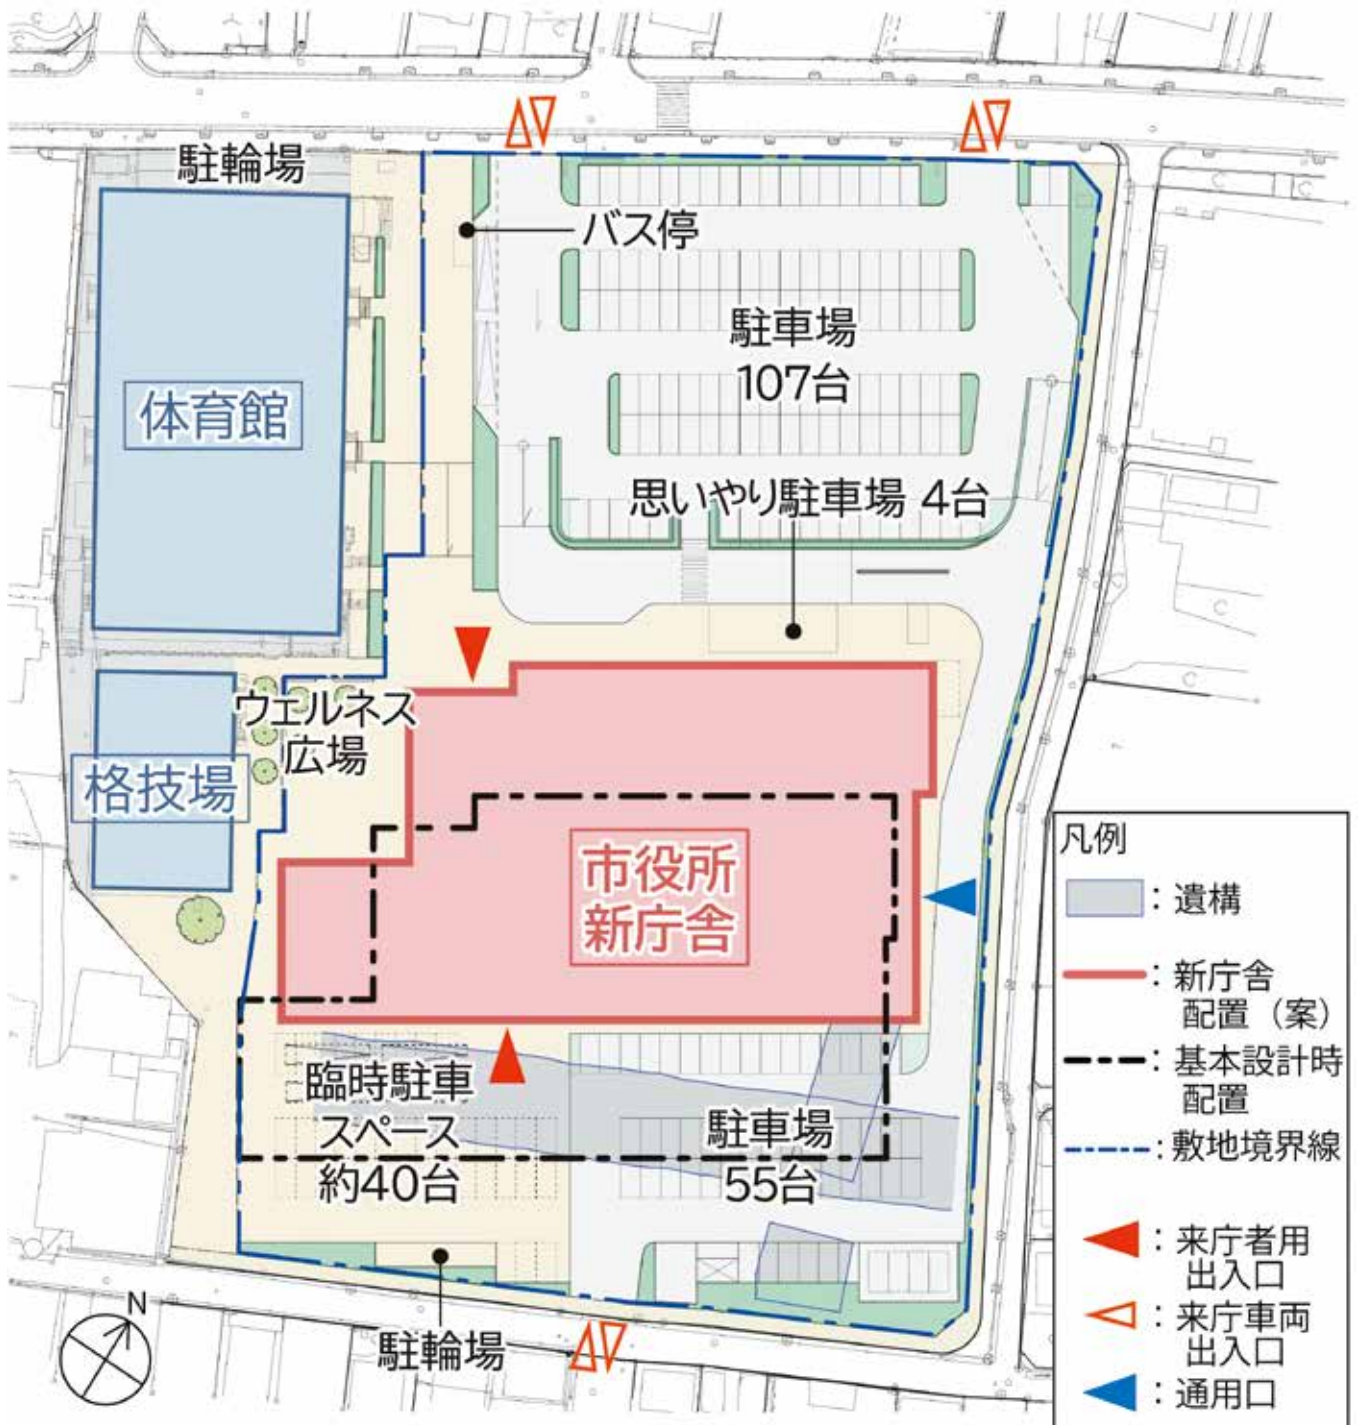 駐輪場
バス停
駐車場
107台
体育館
思いやり駐車場 4台
ウェルネス
広場
格技場
市役所
新庁舎
臨時駐車
スペース
約40台
駐車場
55台
駐輪場
N
凡例
：遺構
：新庁舎
配置（案）
：基本設計時
配置
：敷地境界線
：来庁者用
出入口
：来庁車両
出入口
：通用口